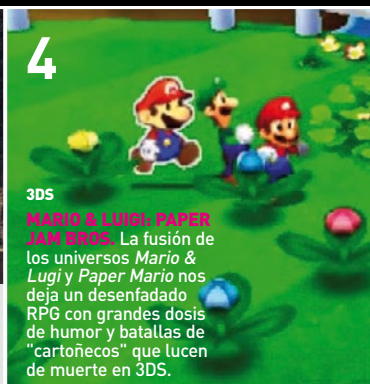 4
3DS
MARIO & LUIGI: PAPER
JAM BROS. La fusión de
los universos Mario &
Lugi y Paper Mario nos
deja un desenfadado
RPG con grandes dosis
de humor y batallas de
"cartoñecos" que lucen
de muerte en 3DS.